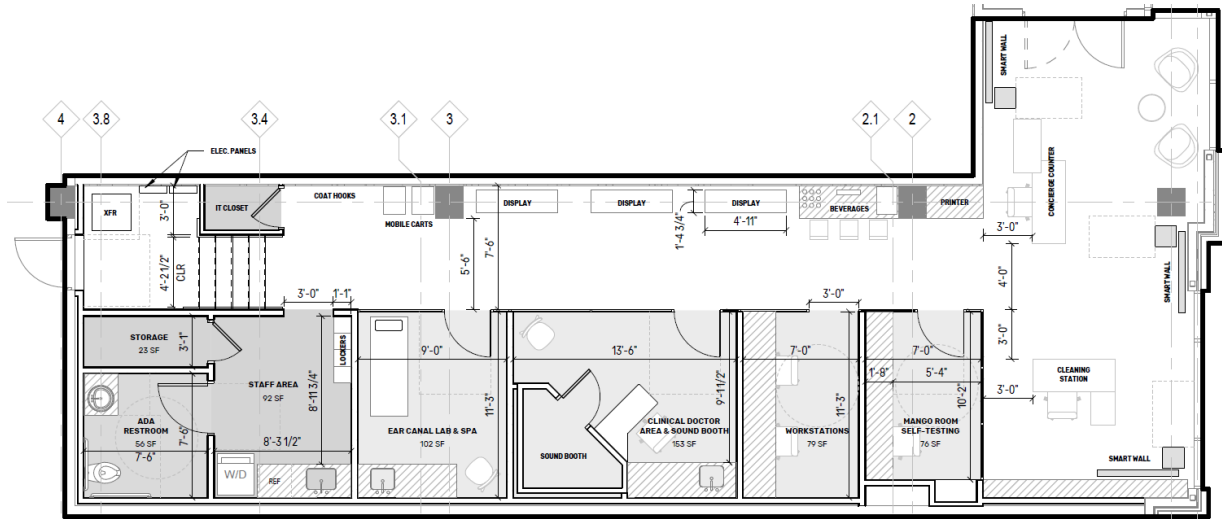 SMART WALL
4
3.8
3.4
3.1
3
2.1
2
ELEC. PANELS
CONCIERGE COUNTER
XFR
3'-0"
IT CLOSET
COAT HOOKS
MOBILE CARTS
DISPLAY
DISPLAY
DISPLAY
BEVERAGES
PRINTER
1'-4 3/4"
4'-11"
7'-6"
5'-6"
3'-0"
4'-2 1/2"
CLR
4'-0"
SMART WALL
3'-0"
1'-1"
3'-0"
STORAGE
23 SF
3'-1"
LOCKERS
9'-0"
13'-6"
7'-0"
7'-0"
3'-0"
1'-8"
5'-4"
CLEANING
STATION
3'-0"
STAFF AREA
92 SF
8'-11 3/4"
11'-3"
9'-1 1/2"
11'-3"
10'-2"
ADA
RESTROOM
56 SF
7'-6"
7'-6"
8'-3 1/2"
EAR CANAL LAB & SPA
102 SF
CLINICAL DOCTOR
AREA & SOUND BOOTH
153 SF
WORKSTATIONS
79 SF
MANGO ROOM
SELF-TESTING
76 SF
SOUND BOOTH
SMART WALL
W/D
REF